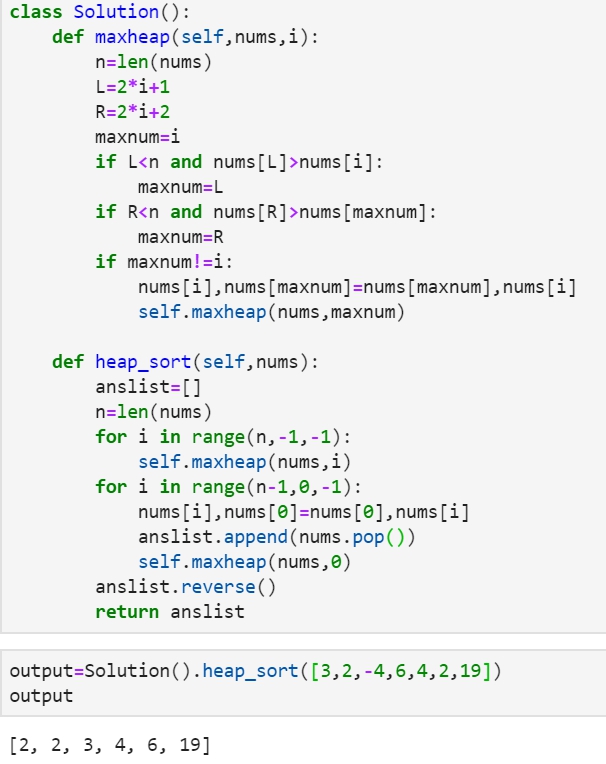 class Solution():
    def maxheap(self,nums,i):
        n=len(nums)
        L=2*i+1
        R=2*i+2
        maxnum=i
        if L<n and nums[L]>nums[i]:
            maxnum=L
        if R<n and nums[R]>nums[maxnum]:
            maxnum=R
        if maxnum!=i:
            nums[i],nums[maxnum]=nums[maxnum],nums[i]
            self.maxheap(nums,maxnum)
    def heap_sort(self,nums):
        anslist=[]
        n=len(nums)
        for i in range(n,-1,-1):
            self.maxheap(nums,i)
        for i in range(n-1,0,-1):
            nums[i],nums[0]=nums[0],nums[i]
            anslist.append(nums.pop())
            self.maxheap(nums,0)
        anslist.reverse()
        return anslist
output=Solution().heap_sort([3,2,-4,6,4,2,19])
output
[2, 2, 3, 4, 6, 19]